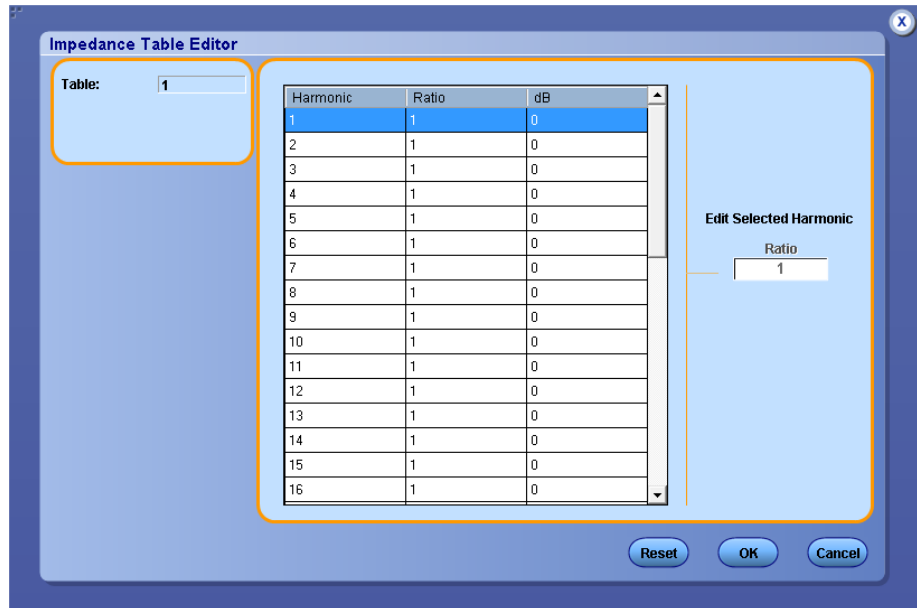 X
Impedance Table Editor
Table: 1
Harmonic Ratio dB
1 1 0
2 1 0
3 1 0
4 1 0
5 1 0
6 1 0
7 1 0
8 1 0
9 1 0
10 1 0
11 1 0
12 1 0
13 1 0
14 1 0
15 1 0
16 1 0
Edit Selected Harmonic
Ratio
1
Reset OK Cancel